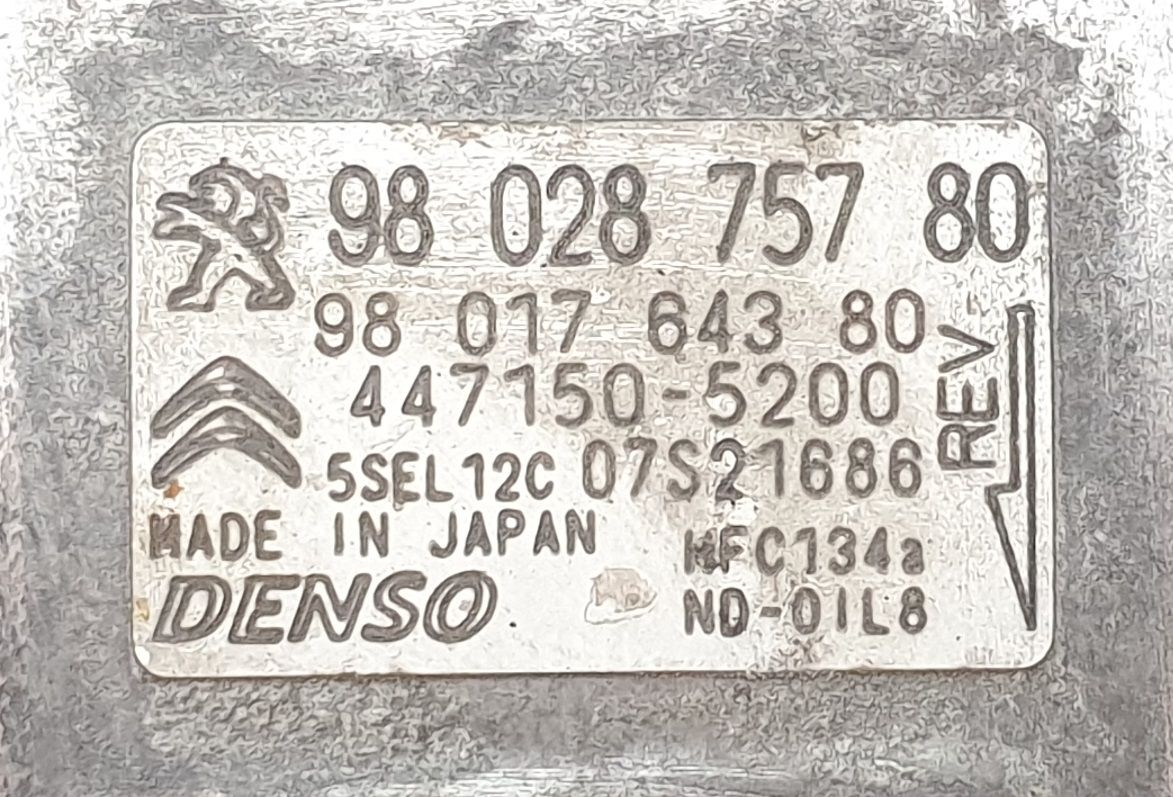 98 028 757 80
98 017 643 80
447150-5200
5SEL12C 07S21686
REV
MADE IN JAPAN
HFC134a
DENSO
ND-OIL8